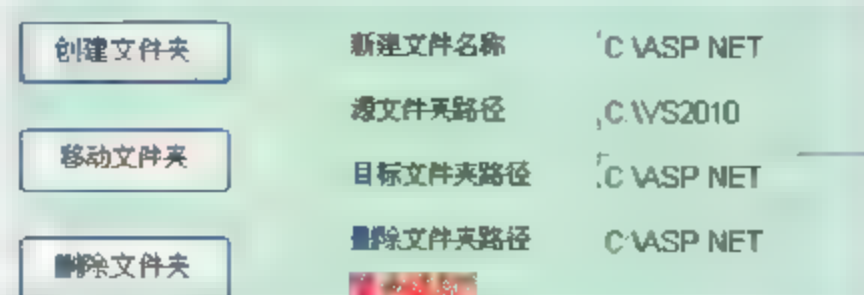 创建文件夹
新建文件名称 C:\ASP NET
源文件夹路径 C:\VS2010
移动文件夹
目标文件夹路径 C:\ASP NET
删除文件夹路径 C:\ASP NET
删除文件夹